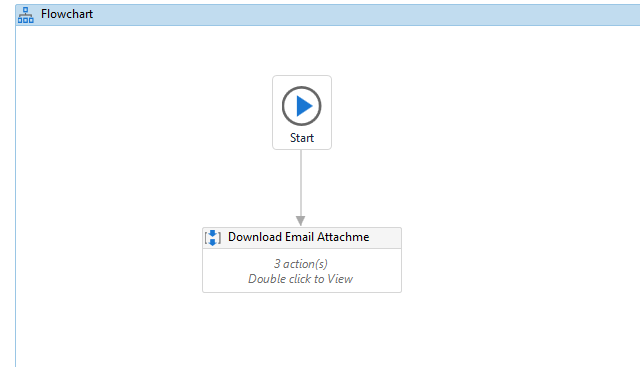 Flowchart
Start
Download Email Attachme
3 action(s)
Double click to View